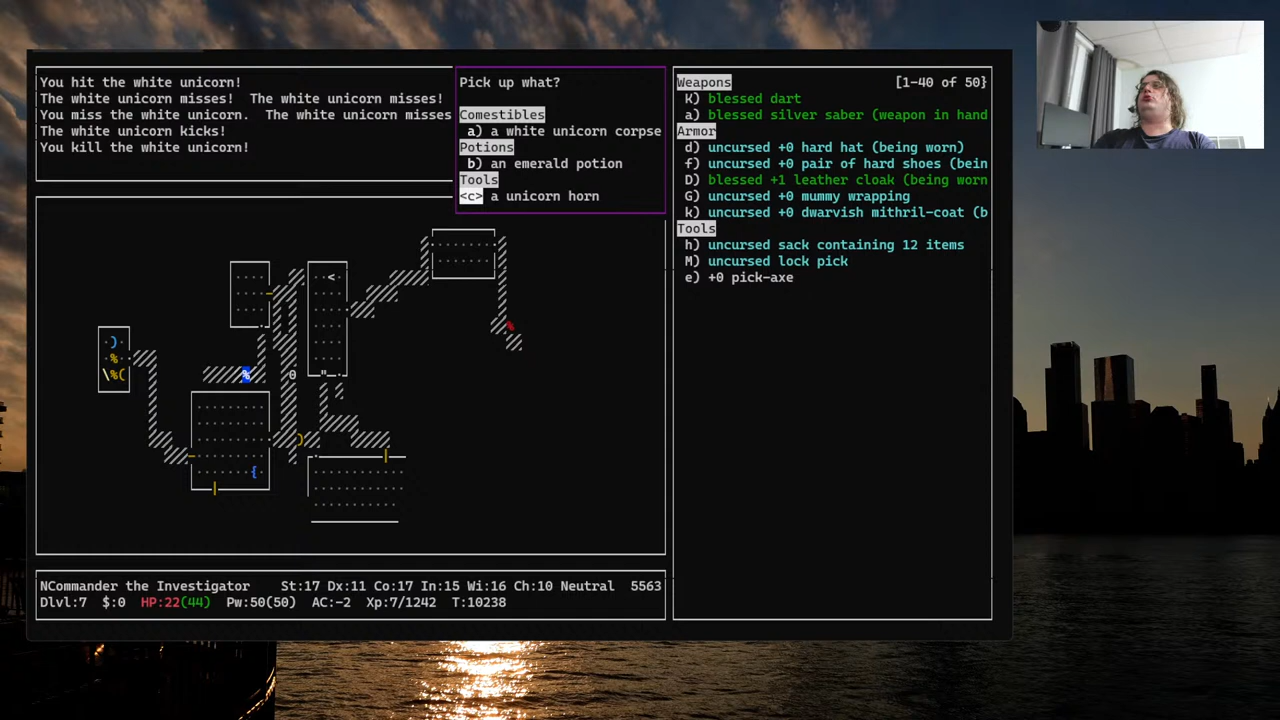 You hit the white unicorn!
The white unicorn misses!  The white unicorn misses!
You miss the white unicorn.  The white unicorn misses
The white unicorn kicks!
You kill the white unicorn!
Pick up what?
Comestibles
a) a white unicorn corpse
Potions
b) an emerald potion
Tools
<c> a unicorn horn
Weapons [1-40 of 50}
K) blessed dart
a) blessed silver saber (weapon in hand
Armor
d) uncursed +0 hard hat (being worn)
f) uncursed +0 pair of hard shoes (bein
D) blessed +1 leather cloak (being worn
G) uncursed +0 mummy wrapping
k) uncursed +0 dwarvish mithril-coat (b
Tools
h) uncursed sack containing 12 items
M) uncursed lock pick
e) +0 pick-axe
NCommander the Investigator St:17 Dx:11 Co:17 In:15 Wi:16 Ch:10 Neutral 5563
Dlvl:7 $:0 HP:22(44) Pw:50(50) AC:-2 Xp:7/1242 T:10238